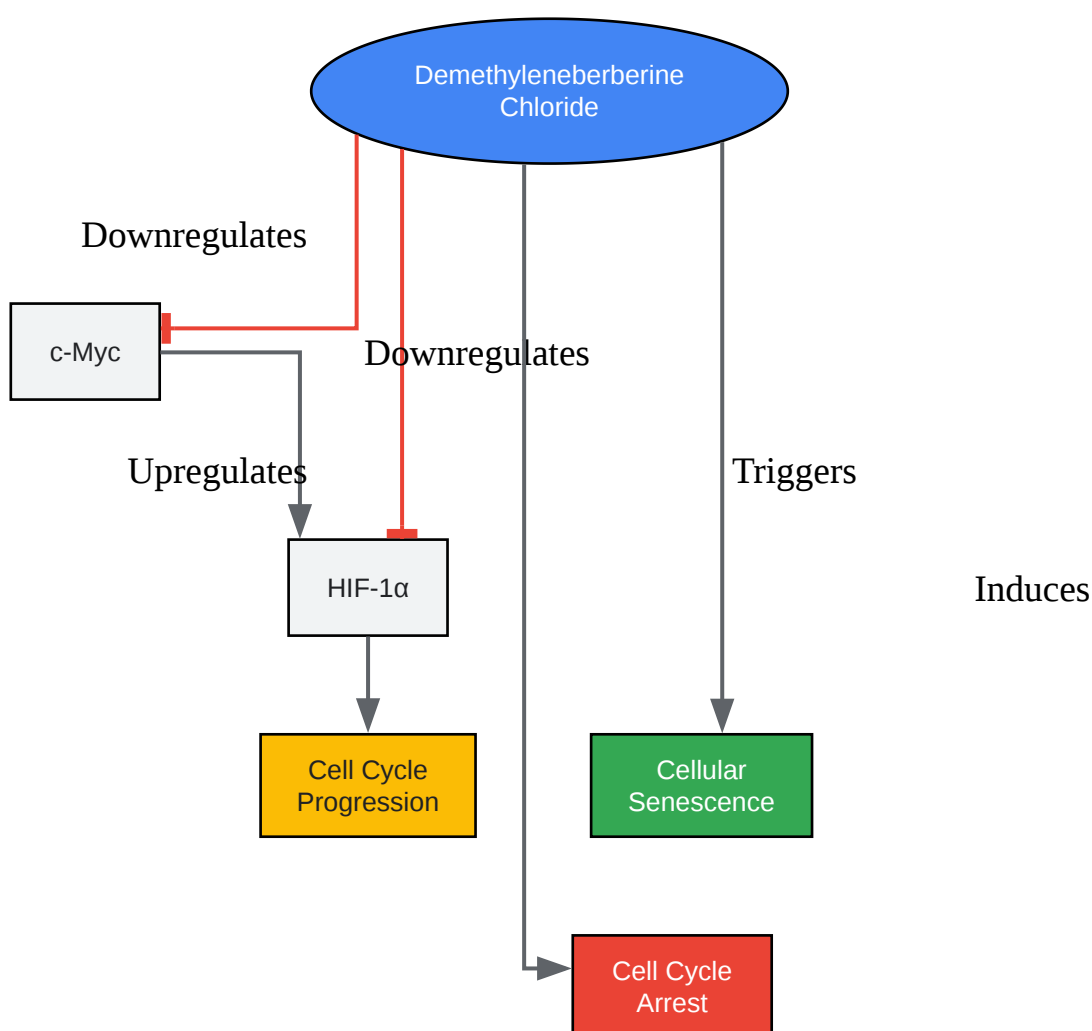 Demethyleneberberine
Chloride
Downregulates
c-Myc
Downregulates
Upregulates
Triggers
HIF-1α
Induces
Cell Cycle
Progression
Cellular
Senescence
Cell Cycle
Arrest